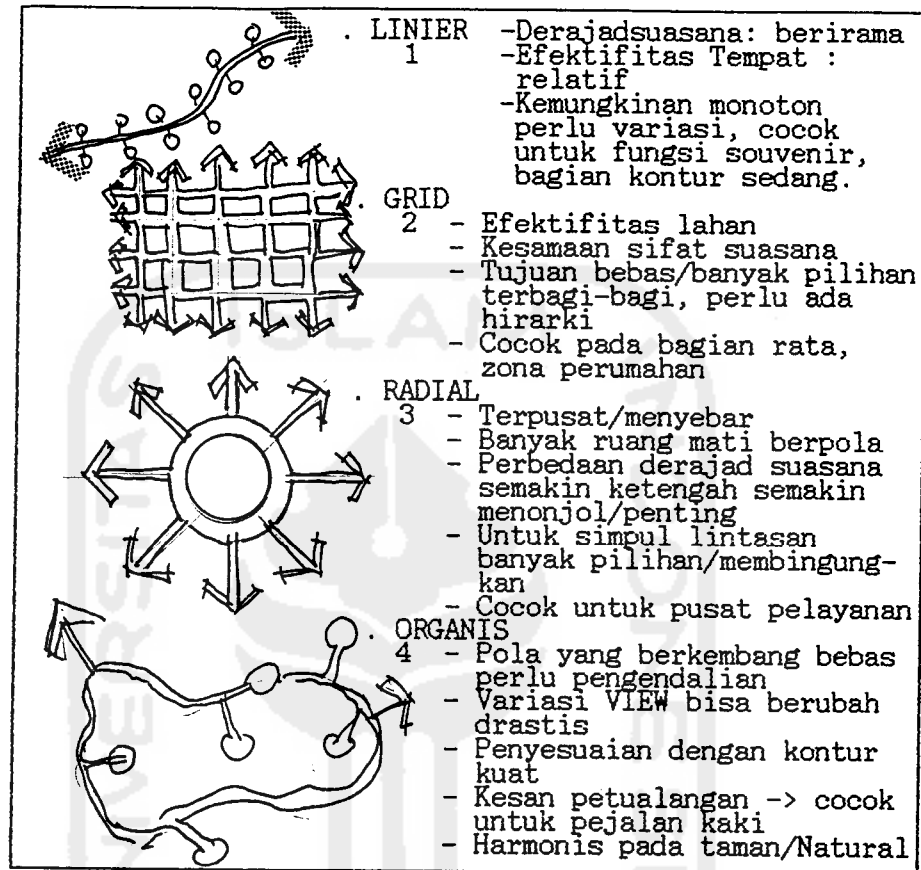 . LINIER -Derajadsuasana: berirama
1 -Efektifitas Tempat :
relatif
-Kemungkinan monoton
perlu variasi, cocok
untuk fungsi souvenir,
bagian kontur sedang.
. GRID
2 - Efektifitas lahan
- Kesamaan sifat suasana
- Tujuan bebas/banyak pilihan
terbagi-bagi, perlu ada
hirarki
- Cocok pada bagian rata,
zona perumahan
. RADIAL
3 - Terpusat/menyebar
- Banyak ruang mati berpola
- Perbedaan derajad suasana
semakin ketengah semakin
menonjol/penting
- Untuk simpul lintasan
banyak pilihan/membingung-
kan
- Cocok untuk pusat pelayanan
. ORGANIS
4 - Pola yang berkembang bebas
perlu pengendalian
- Variasi VIEW bisa berubah
drastis
- Penyesuaian dengan kontur
kuat
- Kesan petualangan -> cocok
untuk pejalan kaki
- Harmonis pada taman/Natural